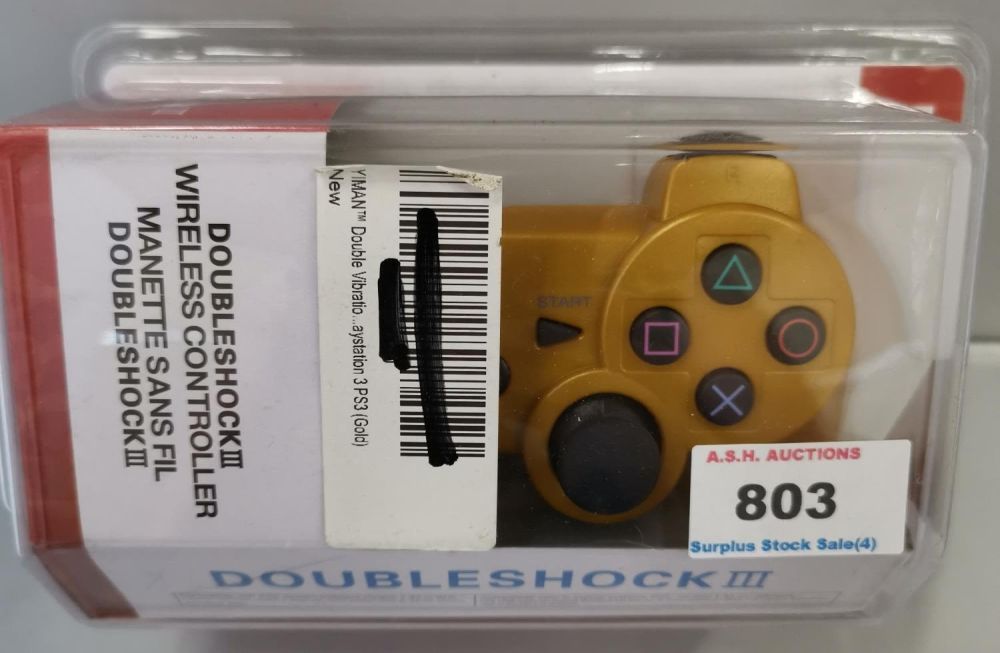 DOUBLESHOCK III
WIRELESS CONTROLLER
MANETTE SANS FIL
DOUBLESHOCK III
YIMAN™ Double Vibratio...aystation 3 PS3 (Gold)
New
START
A.S.H. AUCTIONS
803
Surplus Stock Sale(4)
DOUBLESHOCK III